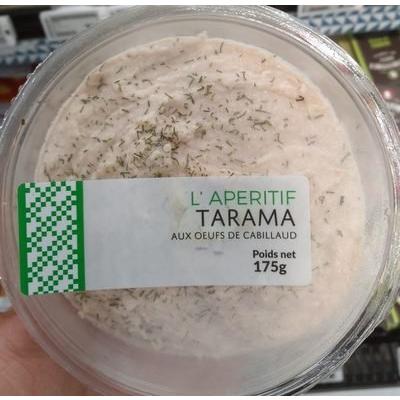 L' APERITIF
TARAMA
AUX OEUFS DE CABILLAUD
Poids net
175g